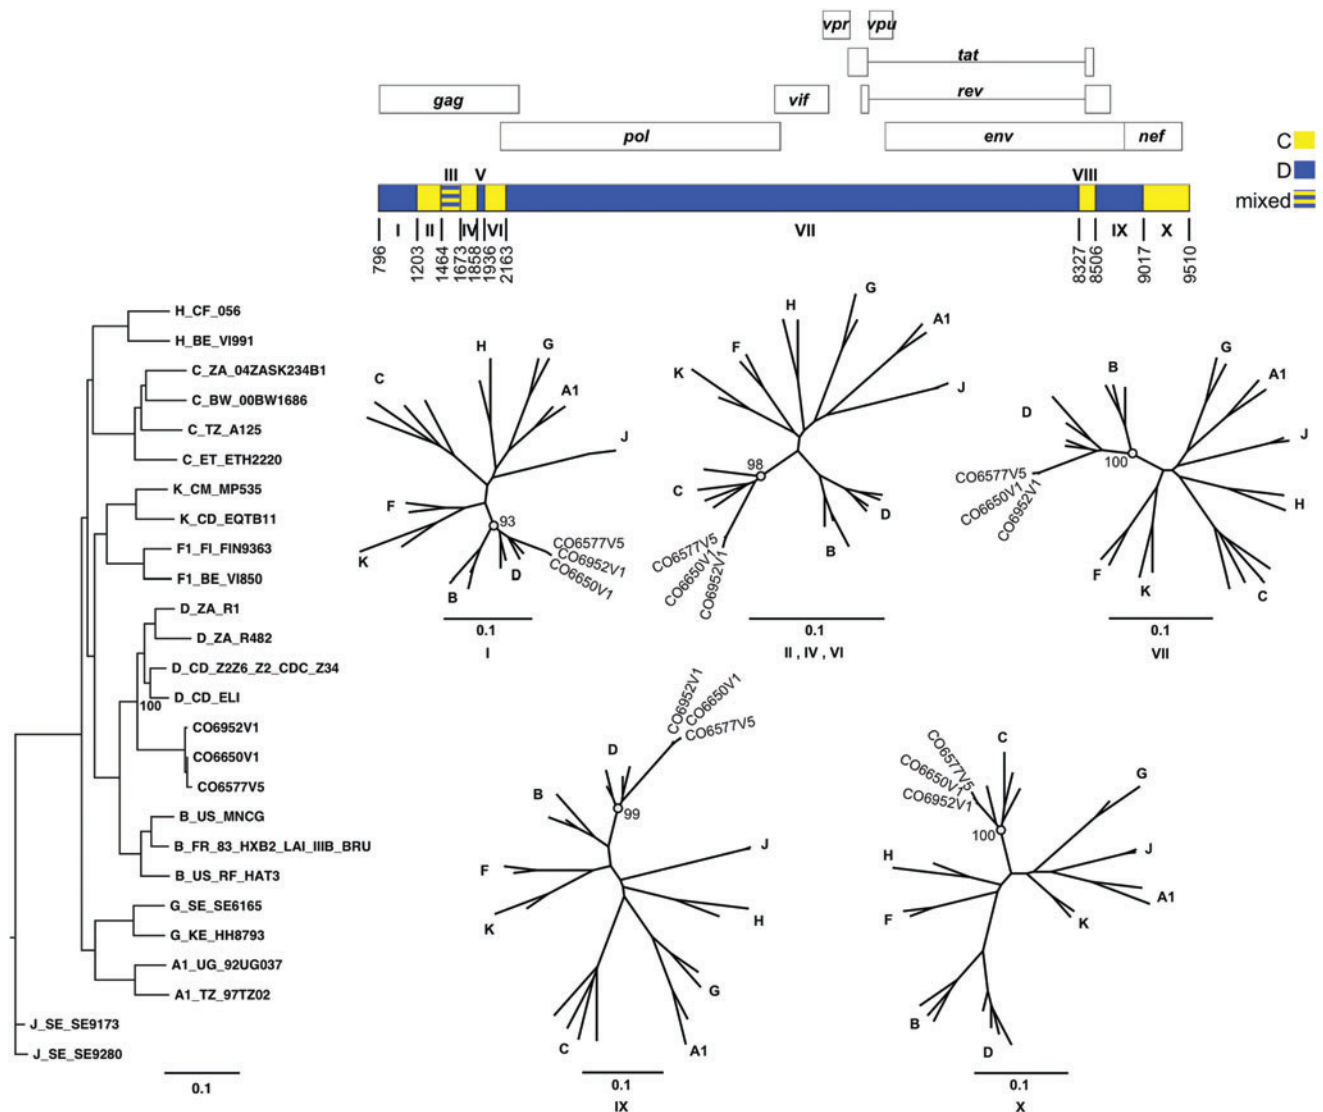 vpr vpu
tat
gag vif rev
pol env nef
C
D
mixed
III V VIII
I II IV VI VII IX X
796 1203 1464 1673 1858 1936 2163 8327 8506 9017 9510
H_CF_056
H_BE_VI991
C_ZA_04ZASK234B1
C_BW_00BW1686
C_TZ_A125
C_ET_ETH2220
K_CM_MP535
K_CD_EQTB11
F1_FI_FIN9363
F1_BE_VI850
D_ZA_R1
D_ZA_R482
D_CD_Z2Z6_Z2_CDC_Z34
D_CD_ELI
100
CO6952V1
CO6650V1
CO6577V5
B_US_MNCG
B_FR_83_HXB2_LAI_IIIB_BRU
B_US_RF_HAT3
G_SE_SE6165
G_KE_HH8793
A1_UG_92UG037
A1_TZ_97TZ02
J_SE_SE9173
J_SE_SE9280
0.1
H G
C
A1
J
F
93
K
B D
CO6577V5
CO6952V1
CO6650V1
0.1
I
G
H
A1
F
K
J
98
C
D
B
CO6577V5
CO6650V1
CO6952V1
0.1
II , IV , VI
G
B
A1
D
J
100
CO6577V5
CO6650V1
CO6952V1
H
F
K
C
0.1
VII
CO6952V1
CO6650V1
CO6577V5
D
B
99
J
F
K
H
G
C
A1
0.1
IX
CO6577V5
CO6650V1
CO6952V1
C
G
100
J
H
A1
F
K
B
D
0.1
X